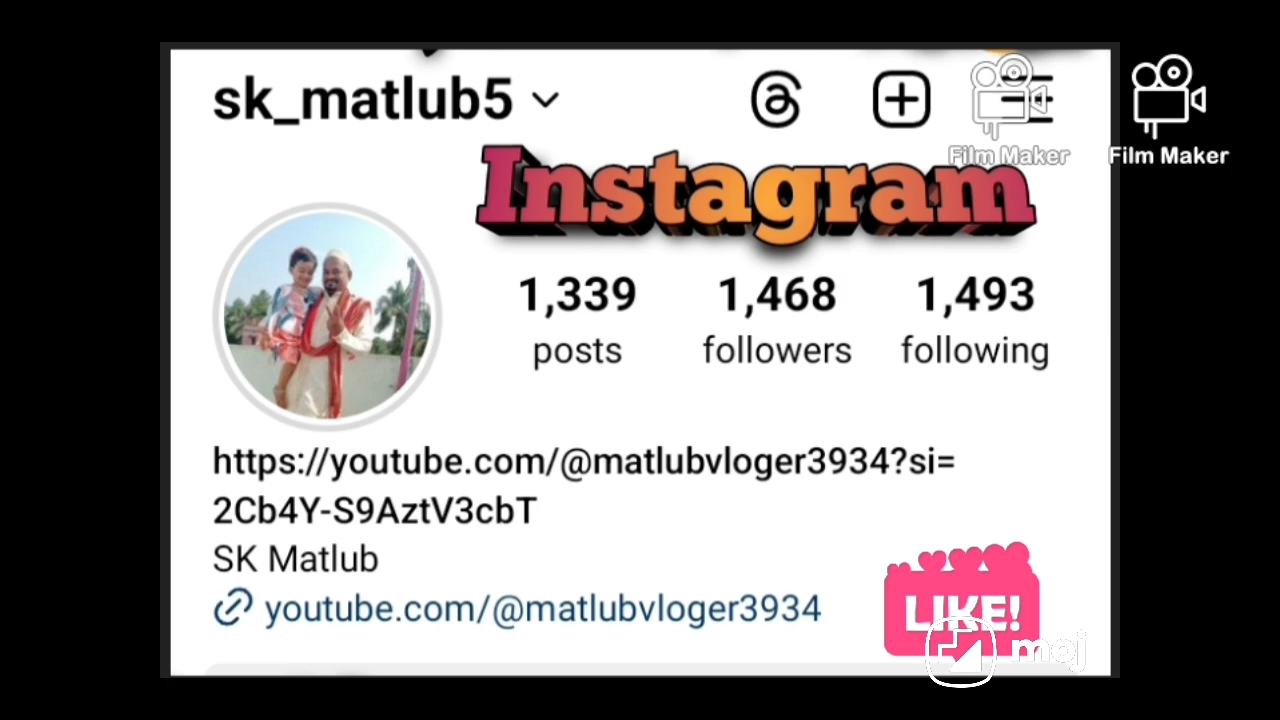 sk_matlub5
Film Maker
Film Maker
Instagram
1,339 1,468 1,493
posts followers following
https://youtube.com/@matlubvloger3934?si=
2Cb4Y-S9AztV3cbT
SK Matlub
youtube.com/@matlubvloger3934
LIKE!
moj